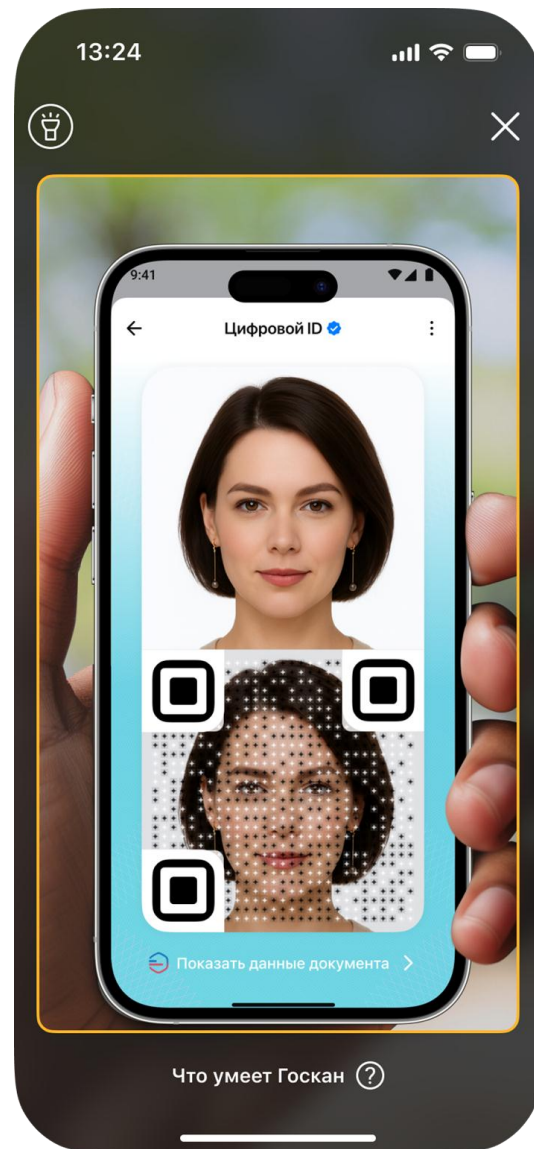 13:24
9:41
Цифровой ID
Показать данные документа
Что умеет Госкан